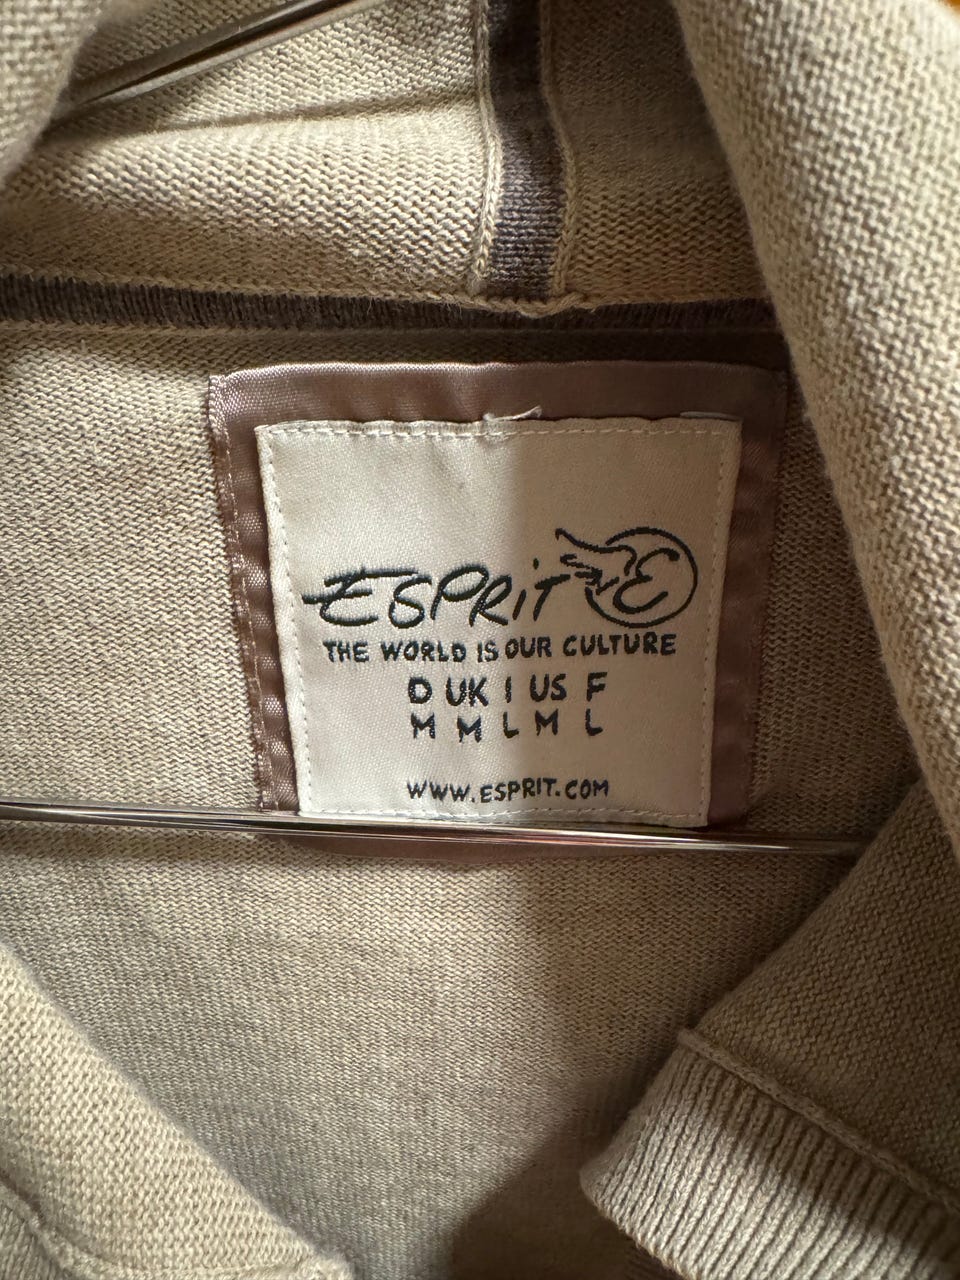 ESPRIT E
THE WORLD IS OUR CULTURE
D UK I US F
M M L M L
WWW.ESPRIT.COM